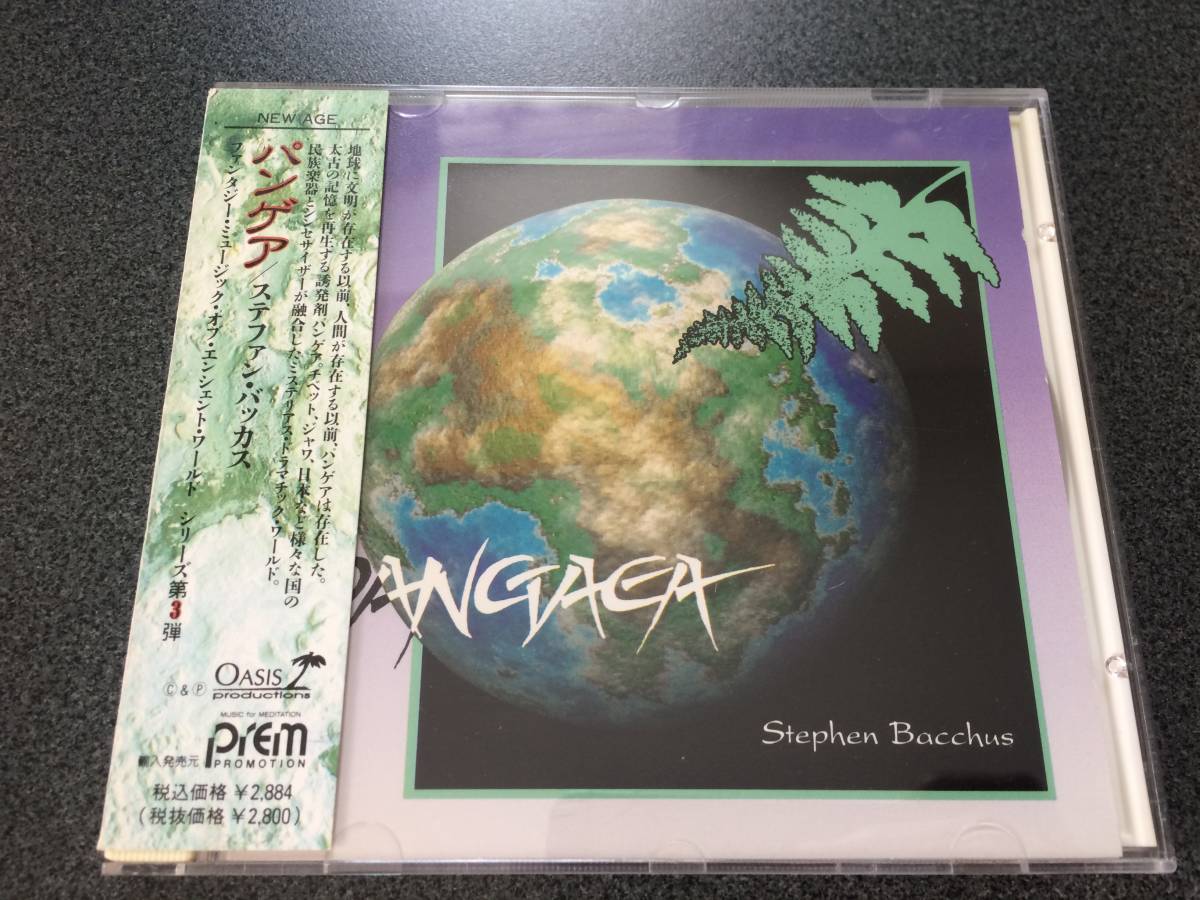 NEW AGE
地球に文明が存在する以前、人間が存在する以前、パンゲアは存在した。
太古の記憶を再生する誘発剤パンゲア。チベット、ジャワ、日本など様々な国の
民族楽器とシンセサイザーが融合したミステリアス・ドラマチック・ワールド。
パンゲア/ステファン・バッカス
ファンタジー・ミュージック・オブ・エンシェント・ワールド シリーズ第3弾
Ⓒ & Ⓟ OASIS
productions
MUSIC for MEDITATION
輸入発売元 prem
PROMOTION
税込価格 ¥2,884
(税抜価格 ¥2,800)
PANGAEA
Stephen Bacchus